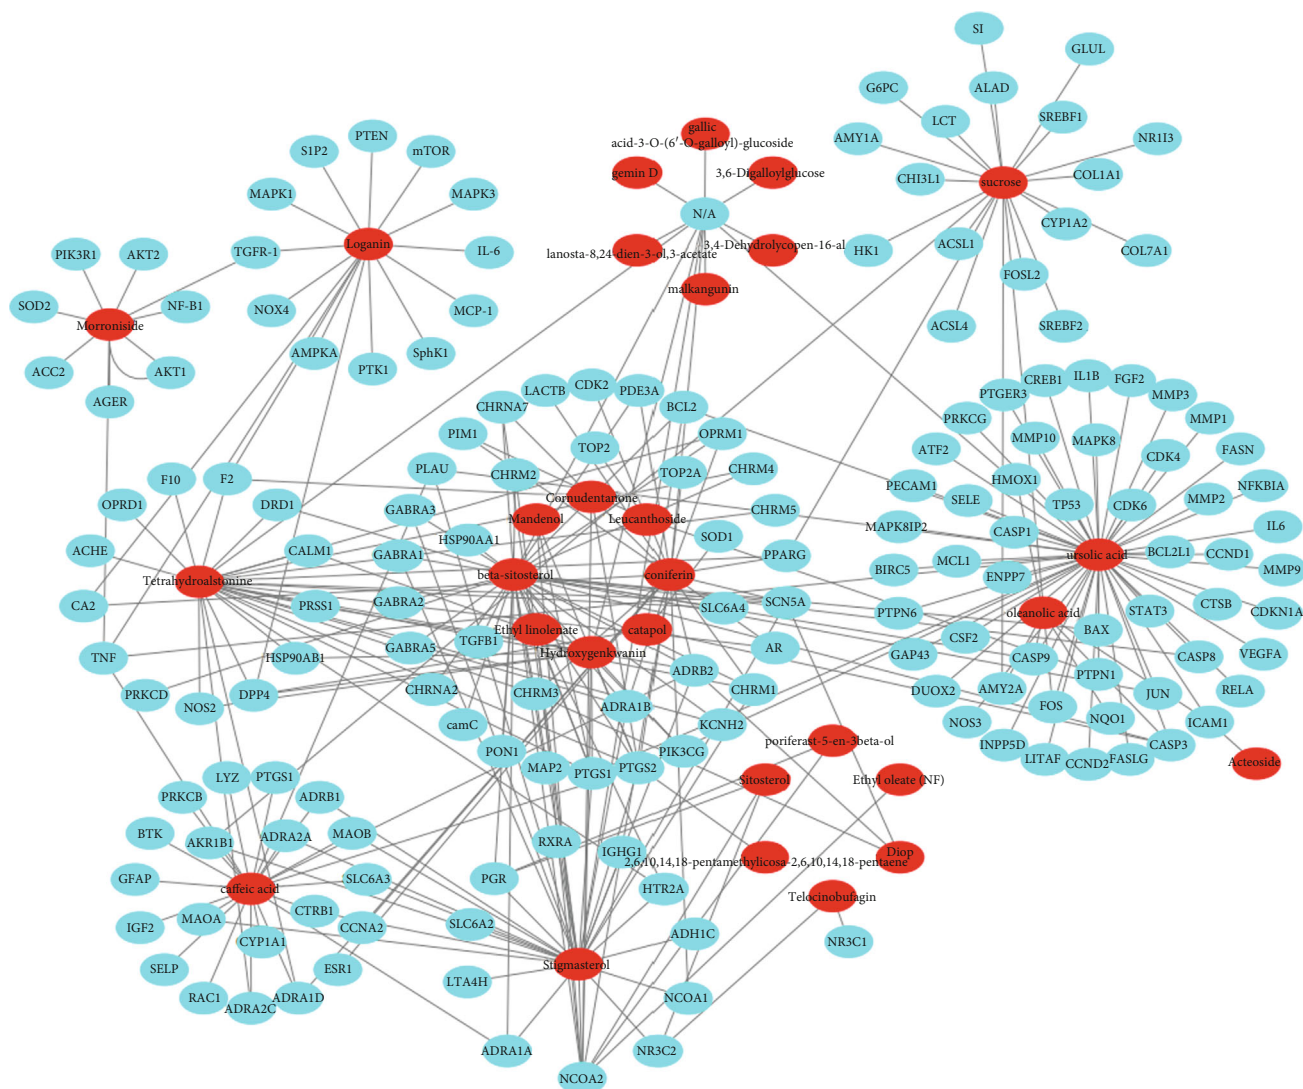 SI
GLUL
G6PC
ALAD
LCT
SREBF1
AMY1A
NR1I3
CHI3L1
sucrose
COL1A1
CYP1A2
HK1
ACSL1
COL7A1
FOSL2
ACSL4
SREBF2
gallic
acid-3-O-(6′-O-galloyl)-glucoside
gemin D
3,6-Digalloylglucose
N/A
3,4-Dehydrolycopen-16-al
lanosta-8,24-dien-3-ol,3-acetate
malkangunin
PTEN
S1P2
mTOR
MAPK1
MAPK3
TGFR-1
Loganin
IL-6
NOX4
MCP-1
AMPKA
SphK1
PTK1
PIK3R1
AKT2
SOD2
NF-B1
Morroniside
ACC2
AKT1
AGER
LACTB
CDK2
PDE3A
CHRNA7
BCL2
PIM1
OPRM1
TOP2
PLAU
CHRM2
TOP2A
CHRM4
Cornudentanone
GABRA3
Mandenol
Leucanthoside
CHRM5
HSP90AA1
SOD1
GABRA1
PPARG
beta-sitosterol
coniferin
GABRA2
SLC6A4
SCN5A
Ethyl linolenate
catapol
GABRA5
TGFB1
Hydroxygenkwanin
AR
ADRB2
CHRNA2
CHRM3
CHRM1
ADRA1B
camC
KCNH2
PON1
PIK3CG
MAP2
PTGS1
PTGS2
F10
F2
OPRD1
DRD1
ACHE
CALM1
Tetrahydroalstonine
CA2
PRSS1
TNF
HSP90AB1
PRKCD
DPP4
NOS2
PTGER3
CREB1
IL1B
FGF2
MMP3
PRKCG
MMP1
MMP10
MAPK8
ATF2
CDK4
FASN
PECAM1
HMOX1
NFKBIA
SELE
TP53
CDK6
MMP2
MAPK8IP2
CASP1
IL6
BCL2L1
CCND1
ursolic acid
BIRC5
MCL1
ENPP7
MMP9
PTPN6
oleanolic acid
STAT3
CTSB
CDKN1A
CSF2
BAX
GAP43
CASP9
CASP8
VEGFA
DUOX2
AMY2A
PTPN1
JUN
RELA
NOS3
FOS
NQO1
ICAM1
INPP5D
CASP3
LITAF
CCND2
FASLG
Acteoside
poriferast-5-en-3beta-ol
Sitosterol
Ethyl oleate (NF)
Diop
2,6,10,14,18-pentamethylicosa-2,6,10,14,18-pentaene
Telocinobufagin
NR3C1
LYZ
PTGS1
PRKCB
ADRB1
BTK
AKR1B1
ADRA2A
MAOB
GFAP
caffeic acid
SLC6A3
CTRB1
IGF2
MAOA
CCNA2
CYP1A1
SELP
ESR1
RAC1
ADRA2C
ADRA1D
RXRA
IGHG1
PGR
HTR2A
SLC6A2
ADH1C
Stigmasterol
LTA4H
NCOA1
ADRA1A
NR3C2
NCOA2